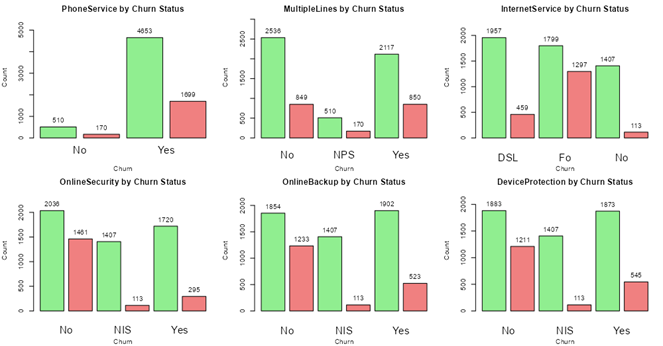 PhoneService by Churn Status
Count
0 1000 3000 5000
510
170
4653
1699
No Yes
Churn
MultipleLines by Churn Status
Count
0 500 1500 2500
2536
849
510
170
2117
850
No NPS Yes
Churn
InternetService by Churn Status
Count
0 500 1000 1500 2000
1957
459
1799
1297
1407
113
DSL Fo No
Churn
OnlineSecurity by Churn Status
Count
0 500 1000 1500 2000
2036
1461
1407
113
1720
295
No NIS Yes
Churn
OnlineBackup by Churn Status
Count
0 500 1000 1500 2000
1854
1233
1407
113
1902
523
No NIS Yes
Churn
DeviceProtection by Churn Status
Count
0 500 1000 1500 2000
1883
1211
1407
113
1873
545
No NIS Yes
Churn